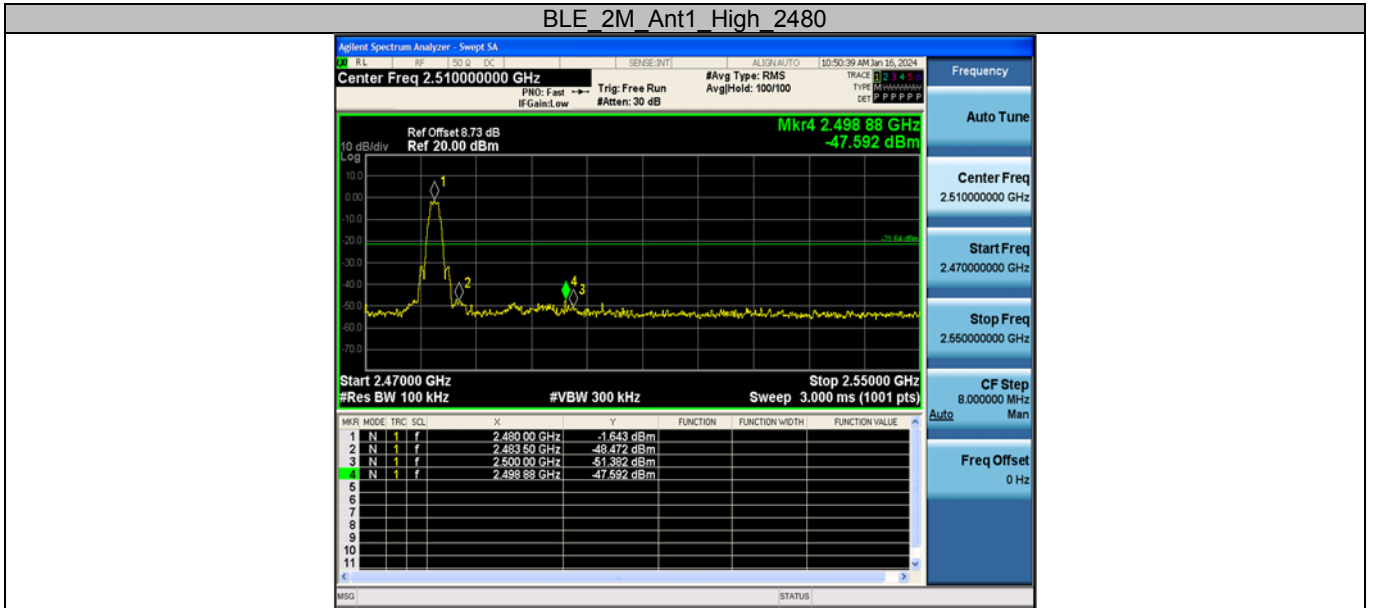 BLE_2M_Ant1_High_2480
Agilent Spectrum Analyzer - Swept SA
RL RF 50 Ω DC SENSE:INT ALIGN AUTO 10:50:39 AM Jan 16, 2024
Center Freq 2.510000000 GHz
PNO: Fast
IFGain:Low
Trig: Free Run
#Atten: 30 dB
#Avg Type: RMS
Avg|Hold: 100/100
TRACE 1 2 3 4 5 6
TYPE M
DET P P P P P P
Frequency
Auto Tune
Center Freq
2.510000000 GHz
Start Freq
2.470000000 GHz
Stop Freq
2.550000000 GHz
CF Step
8.000000 MHz
Auto Man
Freq Offset
0 Hz
Mkr4 2.498 88 GHz
-47.592 dBm
Ref Offset 8.73 dB
10 dB/div Ref 20.00 dBm
Log
10.0
0.00
-10.0
-20.0
-30.0
-40.0
-50.0
-60.0
-70.0
-21.64 dBm
1
2
4
3
Start 2.47000 GHz Stop 2.55000 GHz
#Res BW 100 kHz #VBW 300 kHz Sweep 3.000 ms (1001 pts)
MKR MODE TRC SCL X Y FUNCTION FUNCTION WIDTH FUNCTION VALUE
1 N 1 f 2.480 00 GHz -1.643 dBm
2 N 1 f 2.483 50 GHz -48.472 dBm
3 N 1 f 2.500 00 GHz -51.382 dBm
4 N 1 f 2.498 88 GHz -47.592 dBm
5
6
7
8
9
10
11
MSG STATUS